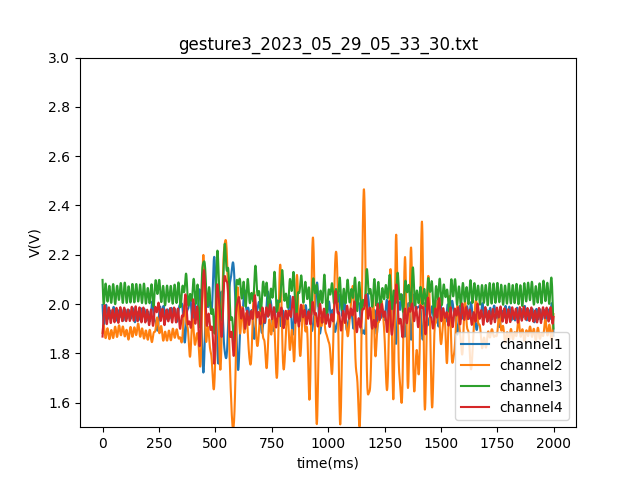 gesture3_2023_05_29_05_33_30.txt
V(V)
3.0
2.8
2.6
2.4
2.2
2.0
1.8
1.6
channel1
channel2
channel3
channel4
0 250 500 750 1000 1250 1500 1750 2000
time(ms)